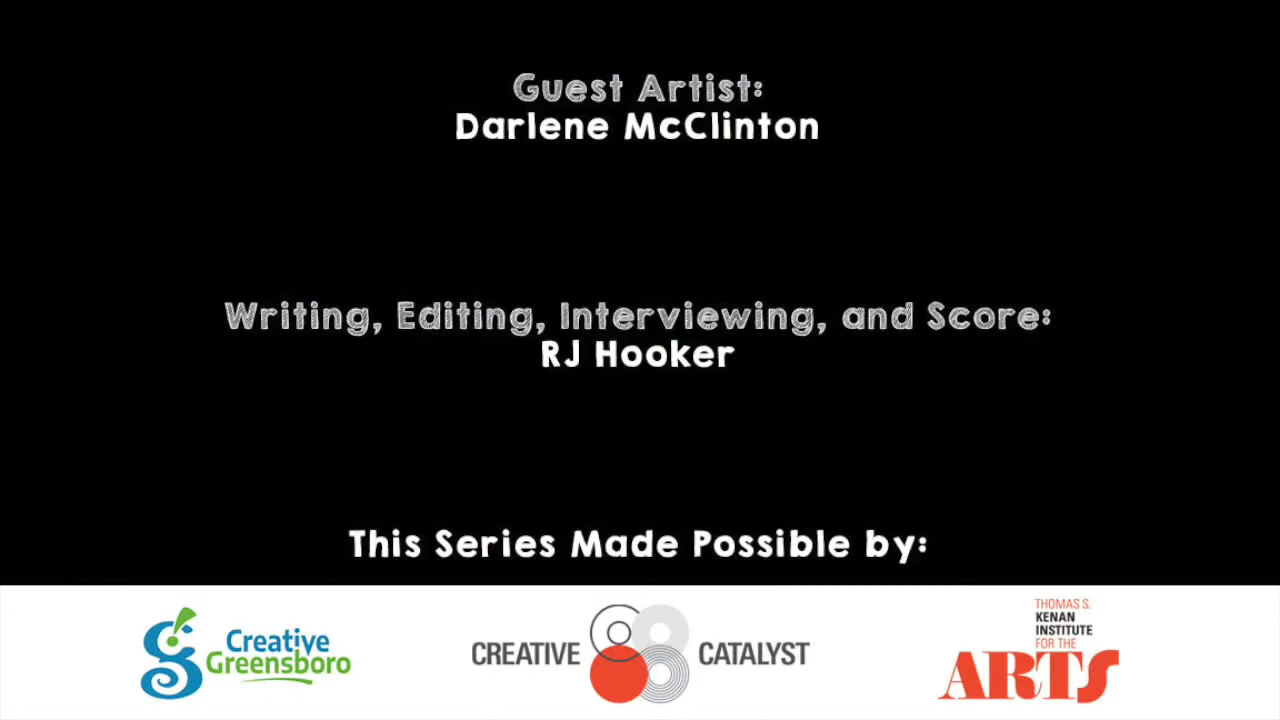 Guest Artist:
Darlene McClinton
Writing, Editing, Interviewing, and Score:
RJ Hooker
This Series Made Possible by:
Creative
Greensboro
CREATIVE CATALYST
THOMAS S.
KENAN
INSTITUTE
FOR THE
ARTS